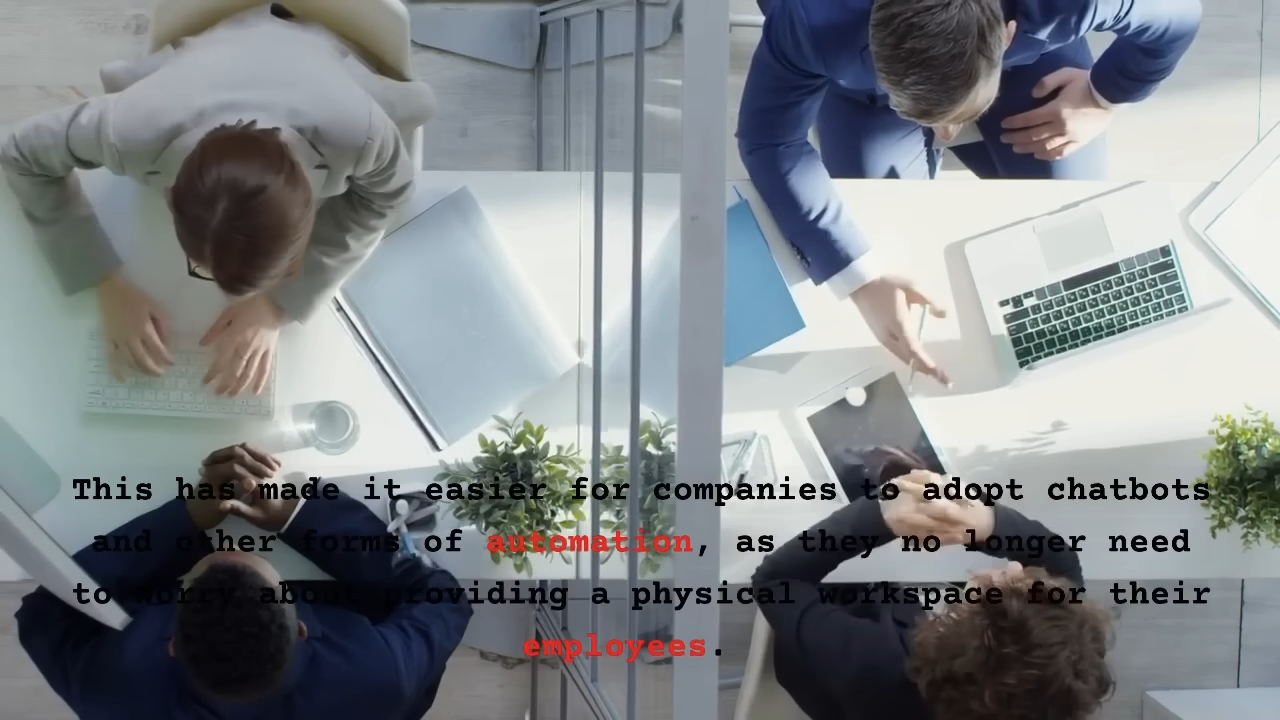 This has made it easier for companies to adopt chatbots
and other forms of automation, as they no longer need
to worry about providing a physical workspace for their
employees.